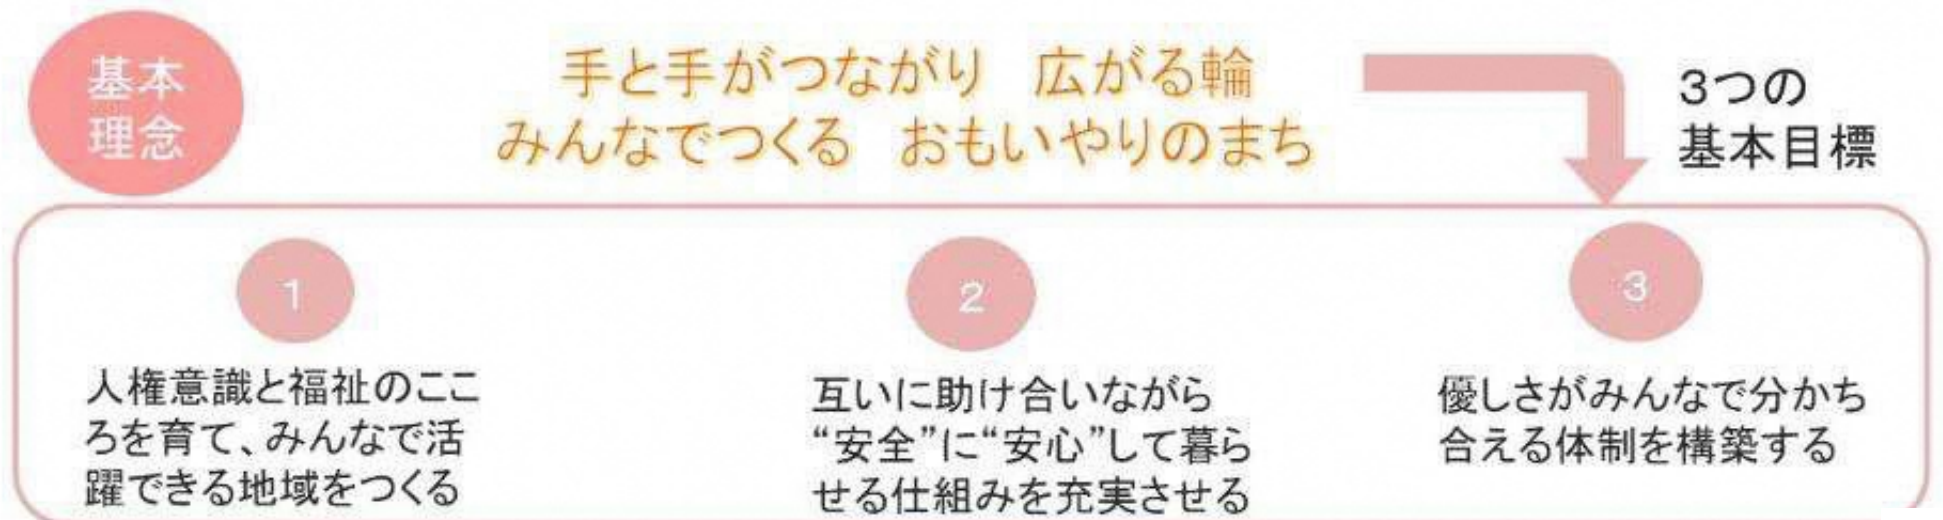 基本
理念
手と手がつながり　広がる輪
みんなでつくる　おもいやりのまち
3つの
基本目標
1
人権意識と福祉のここ
ろを育て、みんなで活
躍できる地域をつくる
2
互いに助け合いながら
“安全”に“安心”して暮ら
せる仕組みを充実させる
3
優しさがみんなで分かち
合える体制を構築する